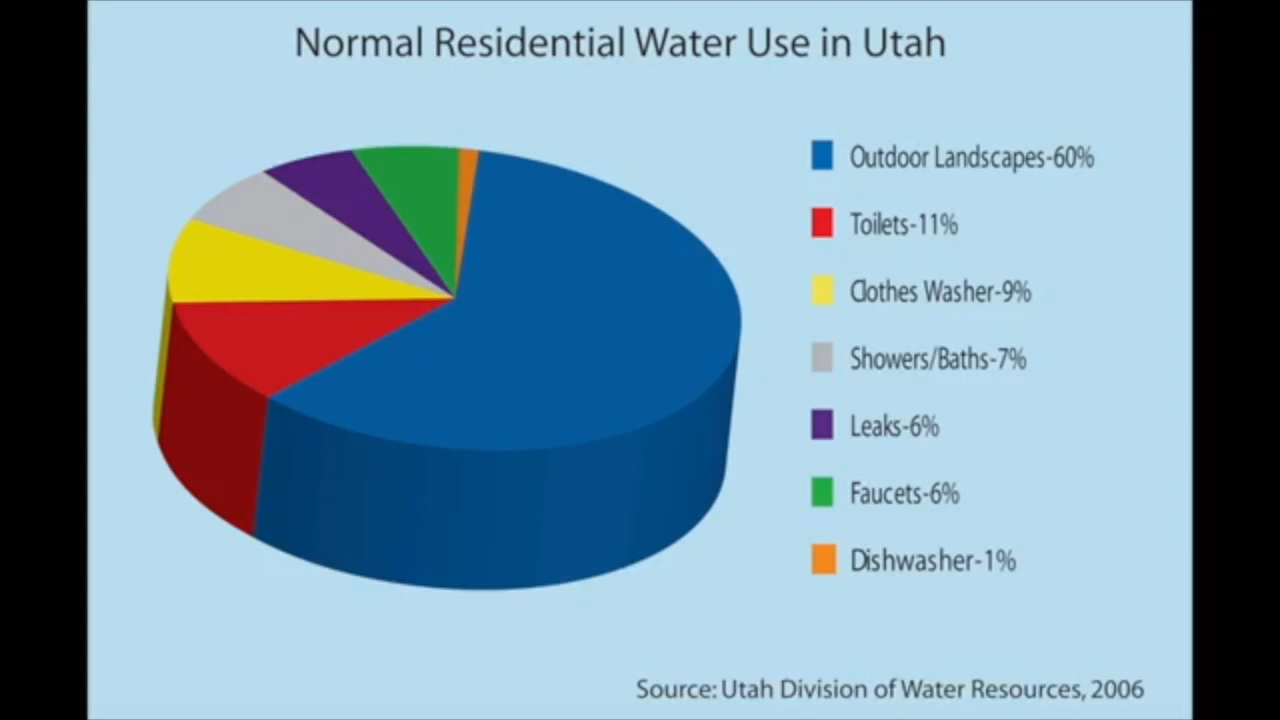 Normal Residential Water Use in Utah
Outdoor Landscapes-60%
Toilets-11%
Clothes Washer-9%
Showers/Baths-7%
Leaks-6%
Faucets-6%
Dishwasher-1%
Source: Utah Division of Water Resources, 2006